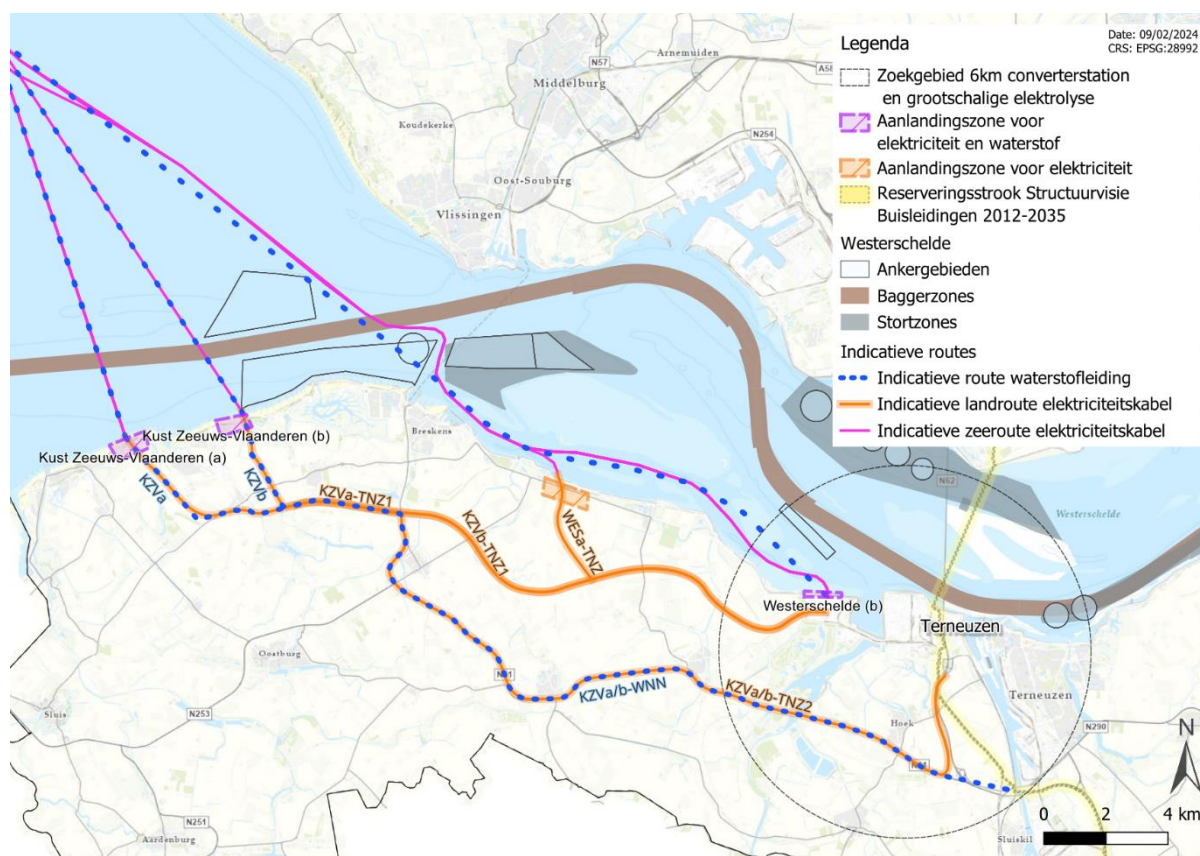 Date: 09/02/2024
CRS: EPSG:28992
Legenda
Zoekgebied 6km converterstation
en grootschalige elektrolyse
Aanlandingszone voor
elektriciteit en waterstof
Aanlandingszone voor elektriciteit
Reserveringsstrook Structuurvisie
Buisleidingen 2012-2035
Westerschelde
Ankergebieden
Baggerzones
Stortzones
Indicatieve routes
Indicatieve route waterstofleiding
Indicatieve landroute elektriciteitskabel
Indicatieve zeeroute elektriciteitskabel
N57
Arnemuiden
A58
Middelburg
Koudekerke
N254
Oost-Souburg
Vlissingen
Breskens
Kust Zeeuws-Vlaanderen (b)
Kust Zeeuws-Vlaanderen (a)
KZVa
KZVb
KZVa-TNZ1
KZVb-TNZ1
WESa-TNZ
N62
Westerschelde
Westerschelde (b)
Terneuzen
Oostburg
KZVa/b-WNN
KZVa/b-TNZ2
Terneuzen
Hoek
Sluis
N253
N290
N251
Aardenburg
Sluiskil
N
0 2 4 km